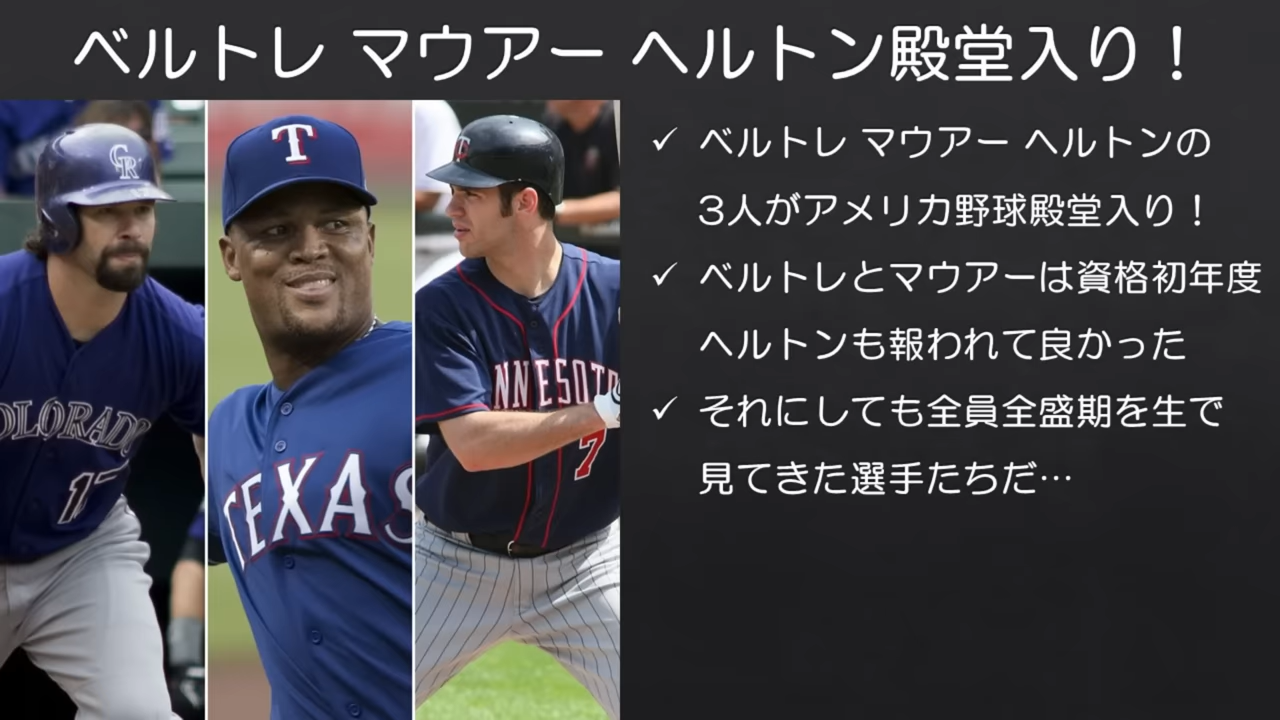 ベルトレ マウアー ヘルトン殿堂入り！
✓ ベルトレ マウアー ヘルトンの
3人がアメリカ野球殿堂入り！
✓ ベルトレとマウアーは資格初年度
ヘルトンも報われて良かった
✓ それにしても全員全盛期を生で
見てきた選手たちだ…
CR
COLORADO
17
T
TEXAS
NNESOT
7